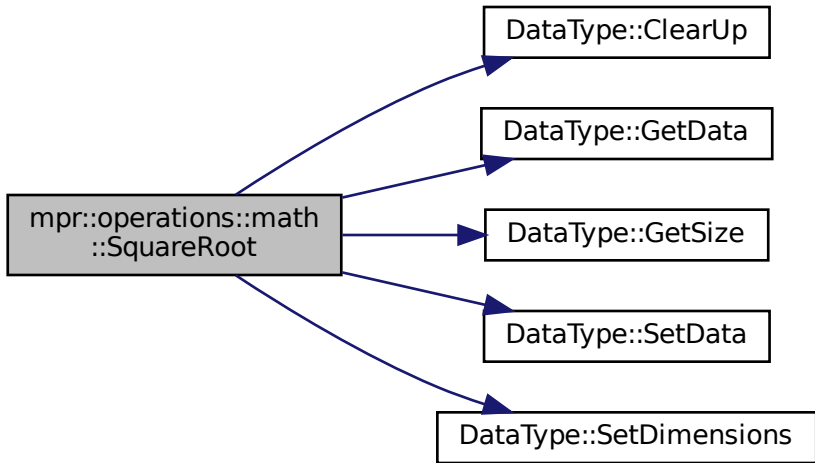 mpr::operations::math
::SquareRoot
DataType::ClearUp
DataType::GetData
DataType::GetSize
DataType::SetData
DataType::SetDimensions